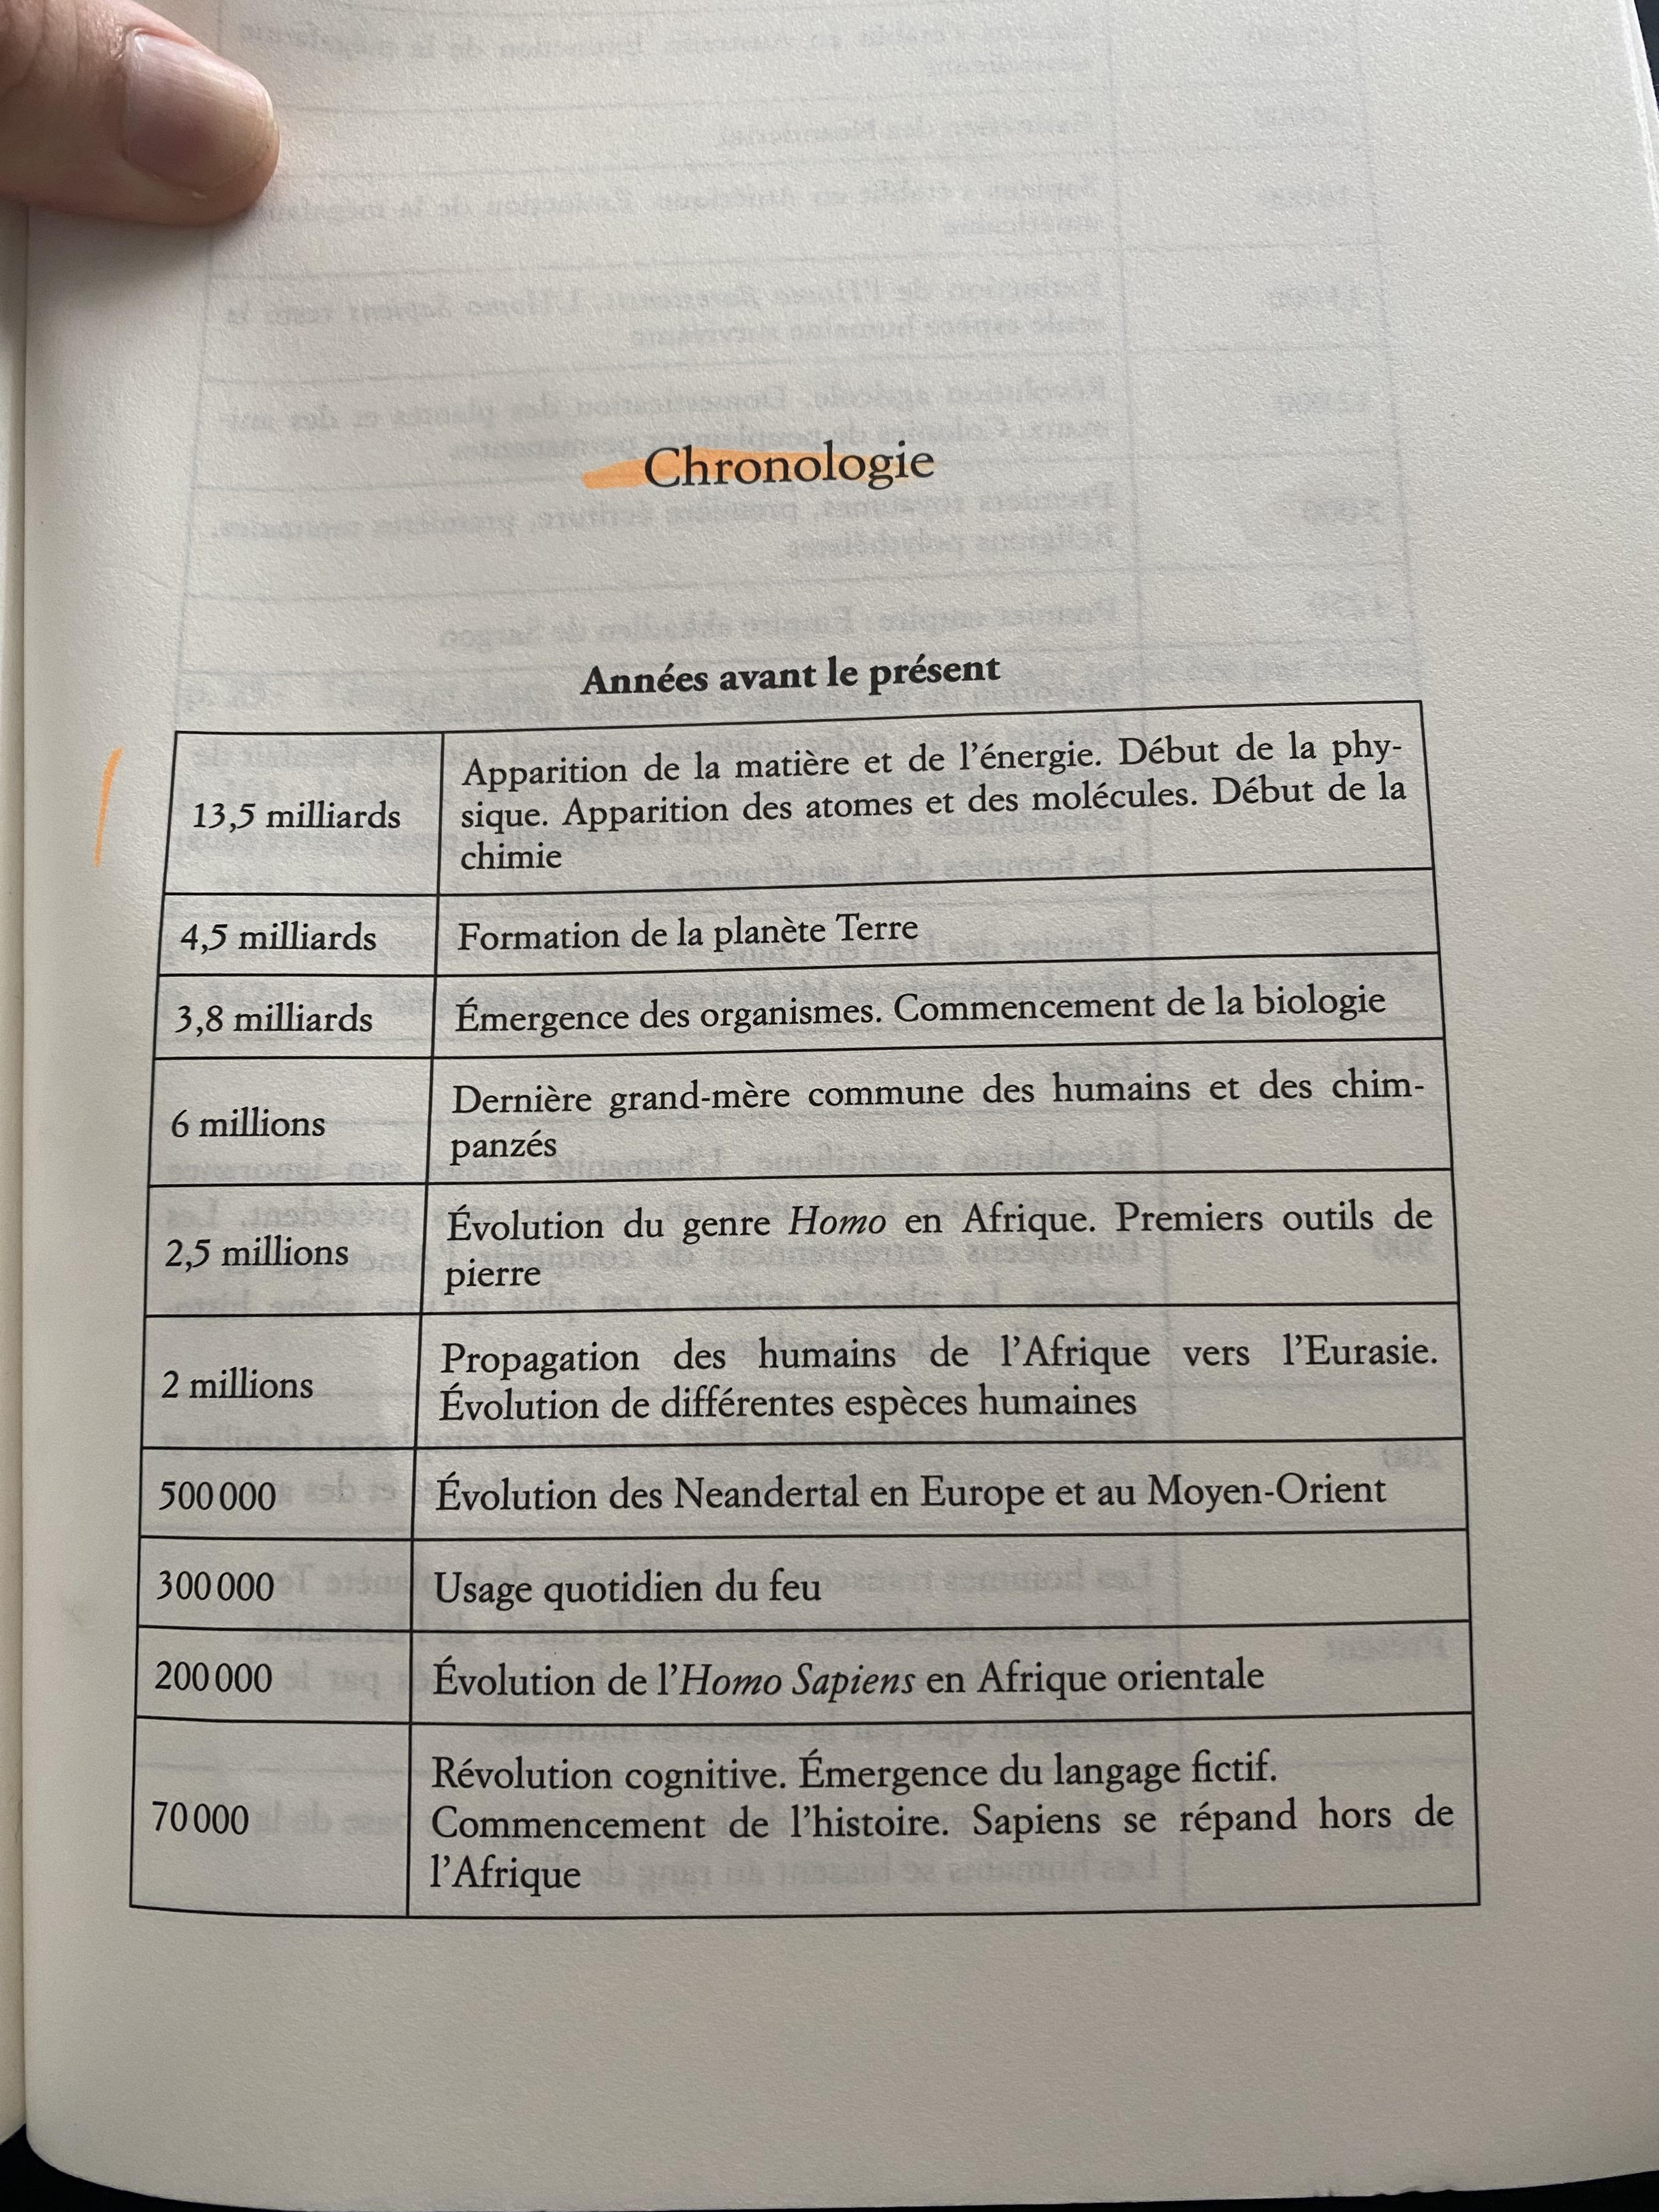 Chronologie
Années avant le présent
13,5 milliards
Apparition de la matière et de l'énergie. Début de la phy-
sique. Apparition des atomes et des molécules. Début de la
chimie
4,5 milliards
Formation de la planète Terre
3,8 milliards
Émergence des organismes. Commencement de la biologie
6 millions
Dernière grand-mère commune des humains et des chim-
panzés
2,5 millions
Évolution du genre Homo en Afrique. Premiers outils de
pierre
2 millions
Propagation des humains de l'Afrique vers l'Eurasie.
Évolution de différentes espèces humaines
500 000
Évolution des Neandertal en Europe et au Moyen-Orient
300 000
Usage quotidien du feu
200 000
Évolution de l'Homo Sapiens en Afrique orientale
70 000
Révolution cognitive. Émergence du langage fictif.
Commencement de l'histoire. Sapiens se répand hors de
l'Afrique